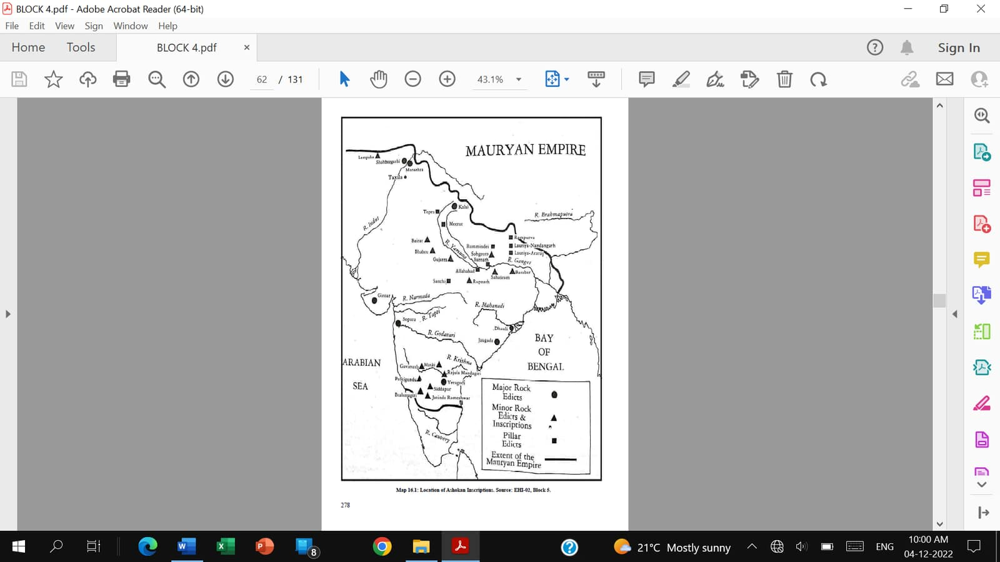 BLOCK 4.pdf - Adobe Acrobat Reader (64-bit)
File Edit View Sign Window Help
Home Tools BLOCK 4.pdf × Sign In
62 / 131 43.1%
MAURYAN EMPIRE
Lampaka
Shahbazgarhi
Mansehra
Taxila
Kalsi
Topra
R. Brahmaputra
R. Indus
Meerut
Rampurva
Bairat
R. Yamuna
Rummindei
Lauriya-Nandangarh
Bhabru
Sohgaura
Lauriya-Araraj
Gujarra
Sarnath
R. Ganges
Allahabad
Barabar
Sahasram
Sanchi
Rupnath
Girnar
R. Narmada
R. Mahanadi
R. Tapti
Sopara
Dhauli
R. Godavari
Jaugada
BAY
OF
BENGAL
ARABIAN
SEA
R. Krishna
Gavimath
Maski
Rejula Mandagiri
Palkigundu
Yeragudi
Siddapur
Brahmagiri
Jatinda Rameshwar
R. Cauvery
Major Rock
Edicts
Minor Rock
Edicts &
Inscriptions
Pillar
Edicts
Extent of the
Mauryan Empire
Map 16.1: Location of Ashokan Inscriptions. Source: EHI-02, Block 5.
278
8
21°C Mostly sunny
ENG
10:00 AM
04-12-2022